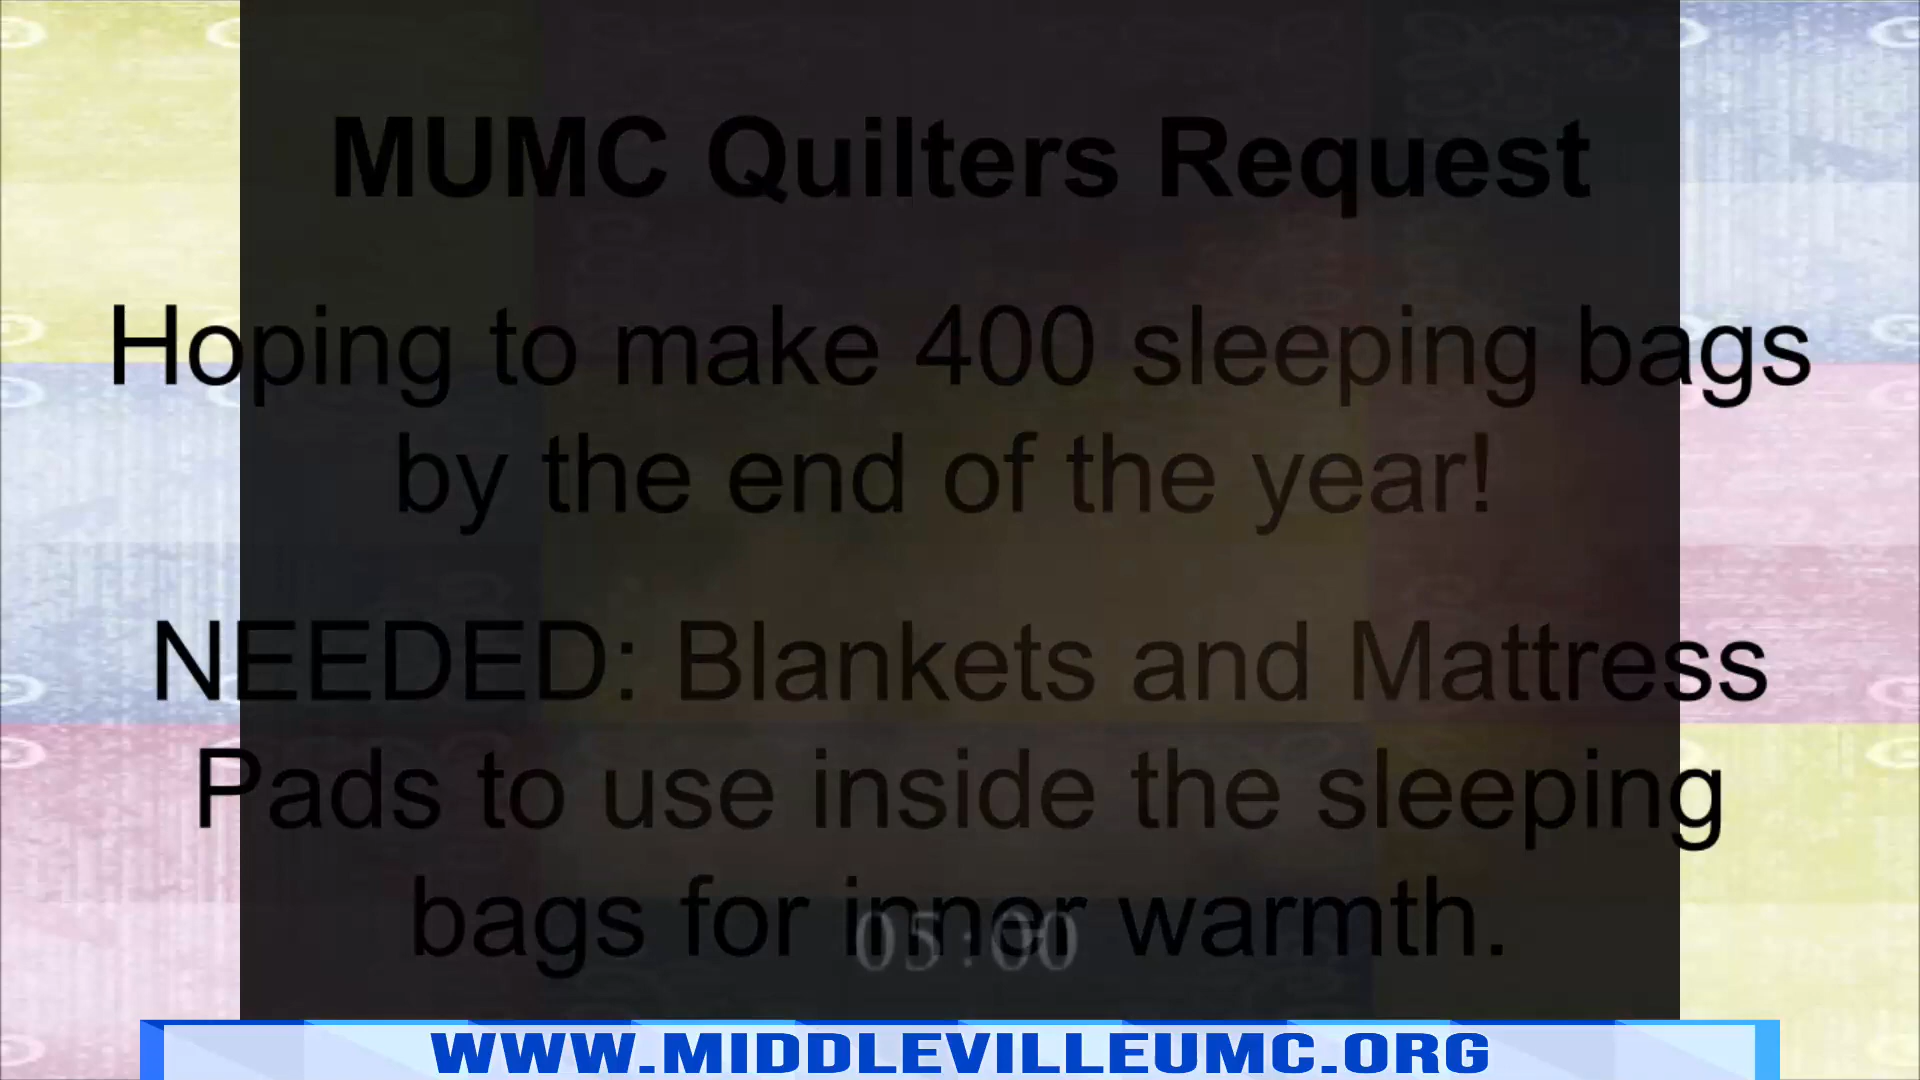 MUMC Quilters Request
Hoping to make 400 sleeping bags
by the end of the year!
NEEDED: Blankets and Mattress
Pads to use inside the sleeping
bags for inner warmth.
05:00
WWW.MIDDLEVILLEUMC.ORG